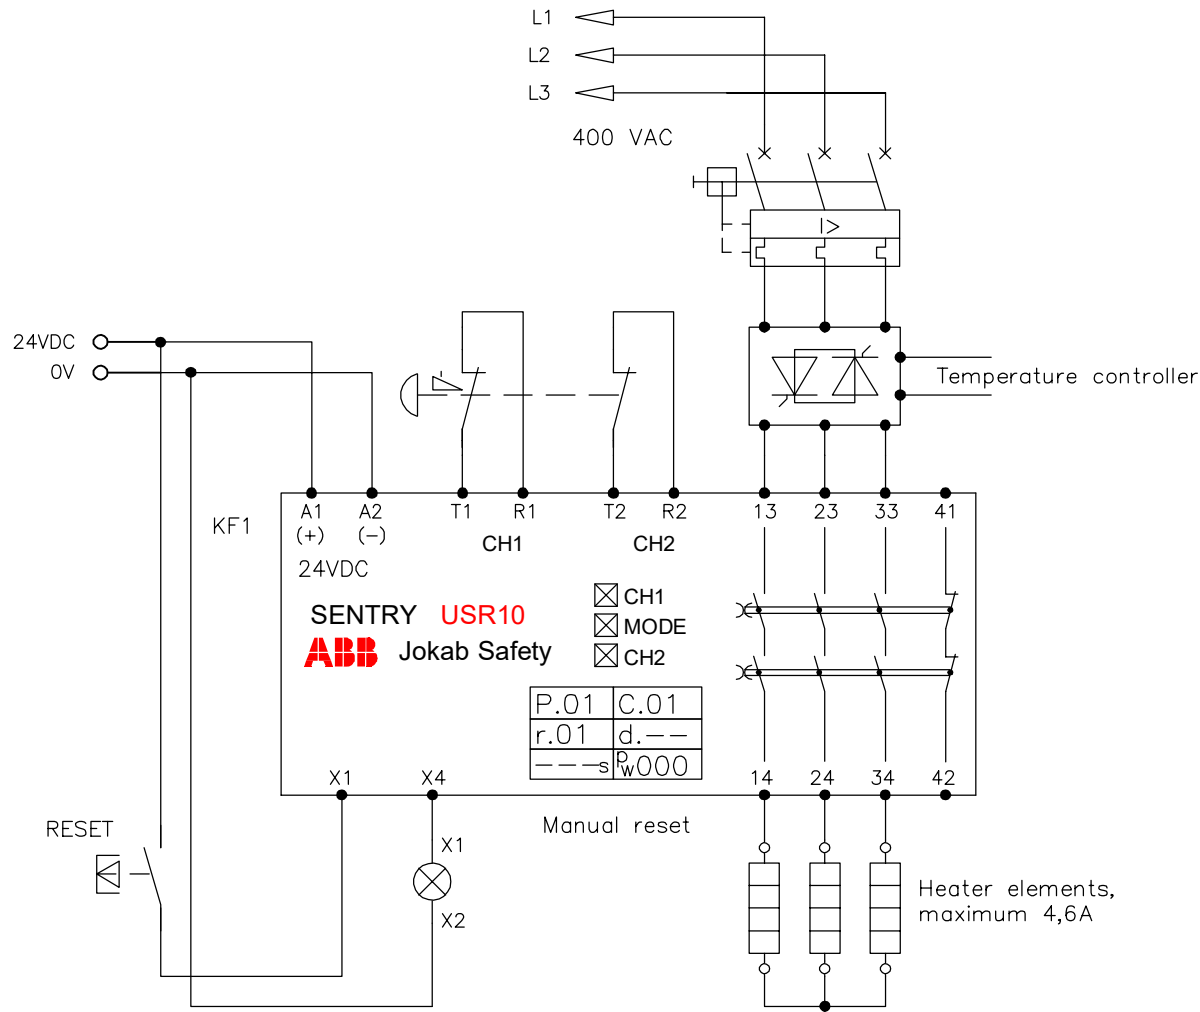 L1
L2
L3
400 VAC
I>
24VDC
0V
Temperature controller
KF1
A1 A2 T1 R1 T2 R2 13 23 33 41
(+) (-)
CH1 CH2
24VDC
SENTRY USR10
ABB Jokab Safety
CH1
MODE
CH2
P.01 C.01
r.01 d.--
---s Pw000
X1 X4 14 24 34 42
Manual reset
RESET
X1
X2
Heater elements,
maximum 4,6A